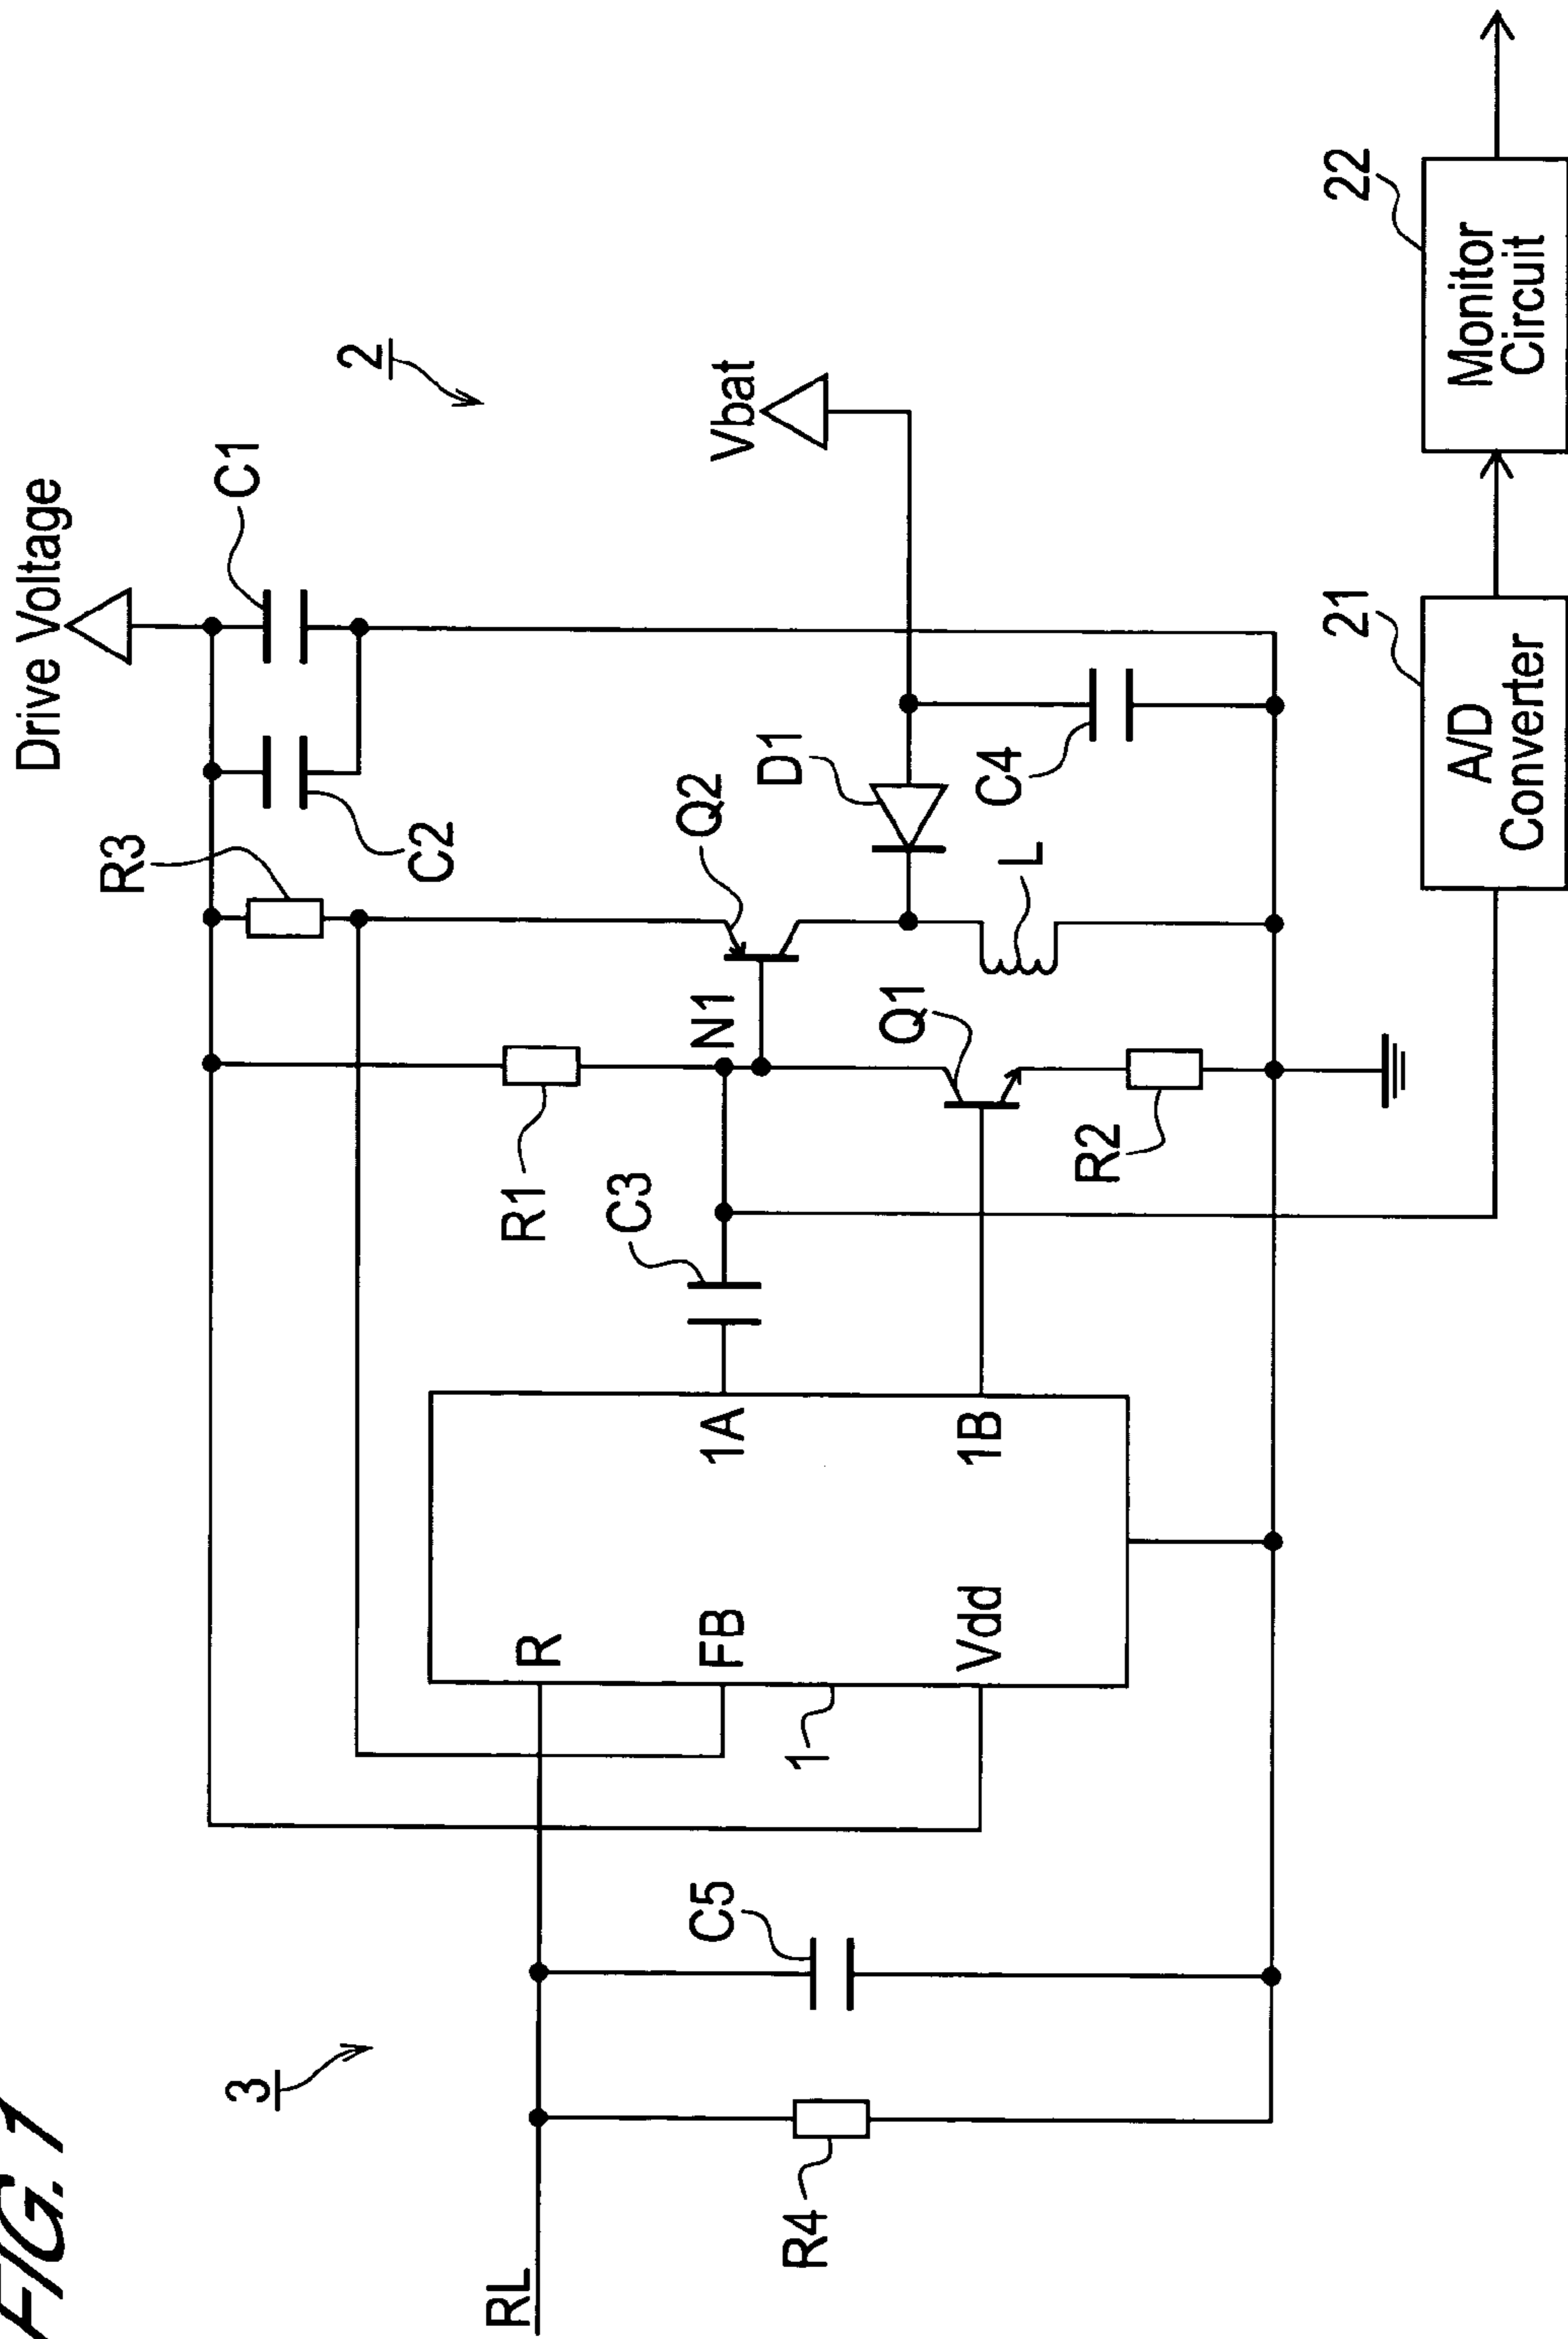 FIG. 1
Drive Voltage
2
C1
C2
R3
Vbat
Q2
D1
C4
L
N1
Q1
R1
R2
C3
1A
1B
R
FB
Vdd
1
3
C5
R4
RL
21
A/D
Converter
22
Monitor
Circuit